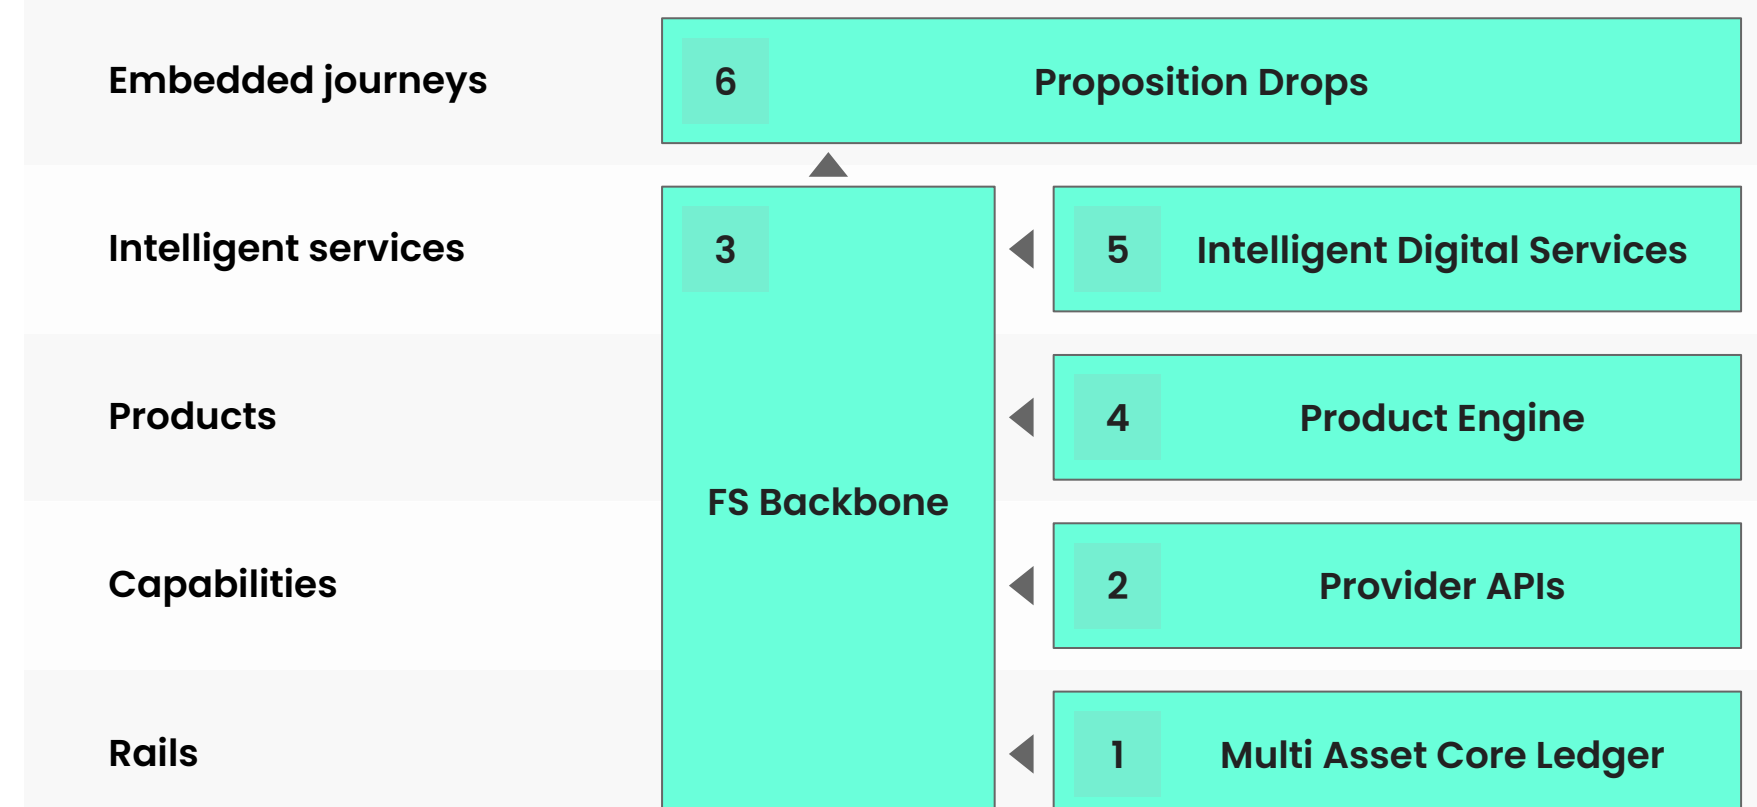 Embedded journeys
6
Proposition Drops
Intelligent services
3
5
Intelligent Digital Services
Products
4
Product Engine
FS Backbone
Capabilities
2
Provider APIs
Rails
1
Multi Asset Core Ledger